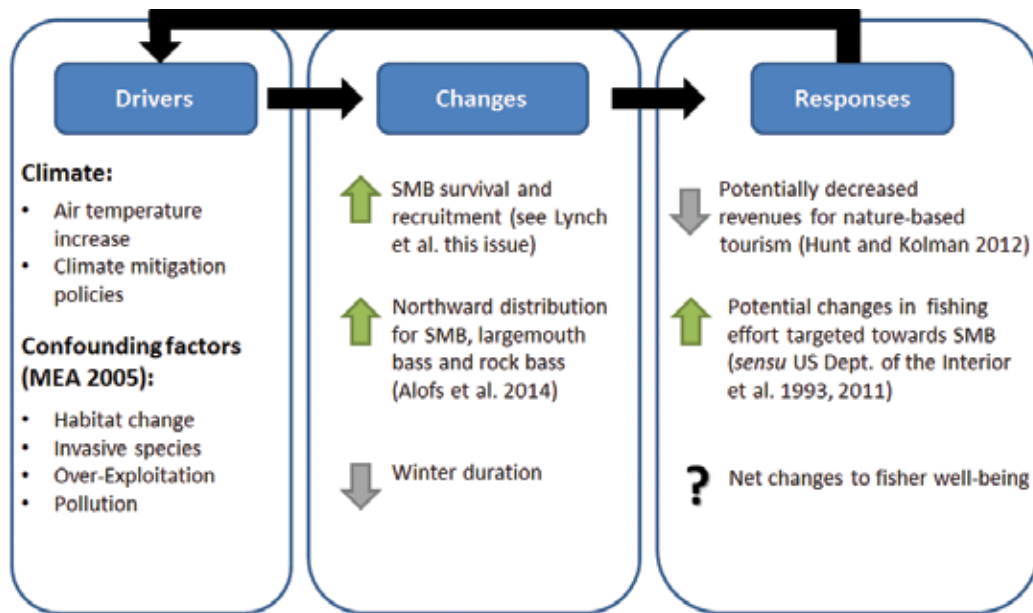 Drivers
Climate:
• Air temperature
increase
• Climate mitigation
policies
Confounding factors
(MEA 2005):
• Habitat change
• Invasive species
• Over-Exploitation
• Pollution
Changes
SMB survival and
recruitment (see Lynch
et al. this issue)
Northward distribution
for SMB, largemouth
bass and rock bass
(Alofs et al. 2014)
Winter duration
Responses
Potentially decreased
revenues for nature-based
tourism (Hunt and Kolman 2012)
Potential changes in fishing
effort targeted towards SMB
(sensu US Dept. of the Interior
et al. 1993, 2011)
? Net changes to fisher well-being